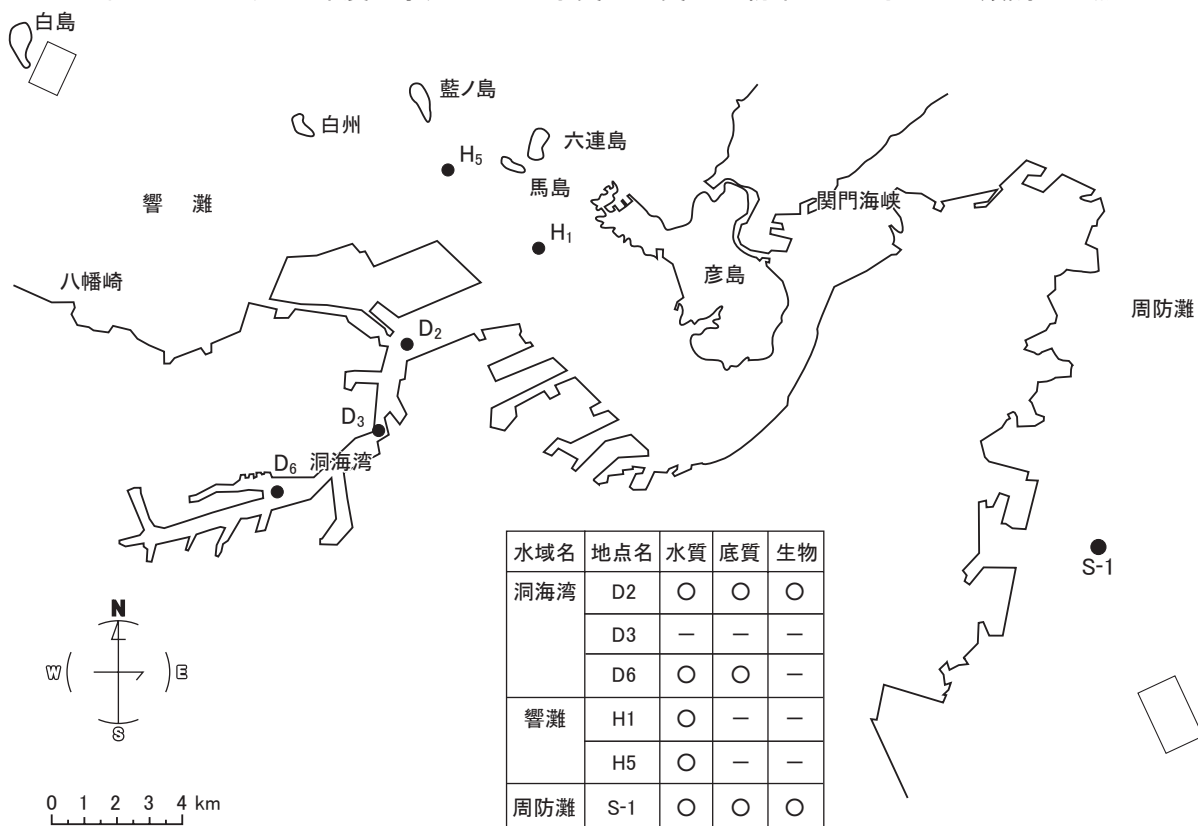 白島
藍ノ島
白州
六連島
H5
馬島
関門海峡
響 灘
H1
彦島
八幡崎
周防灘
D2
D3
D6
洞海湾
S-1
N
W E
S
0 1 2 3 4 km
水域名 地点名 水質 底質 生物
洞海湾 D2 ○ ○ ○
D3 － － －
D6 ○ ○ －
響灘 H1 ○ － －
H5 ○ － －
周防灘 S-1 ○ ○ ○